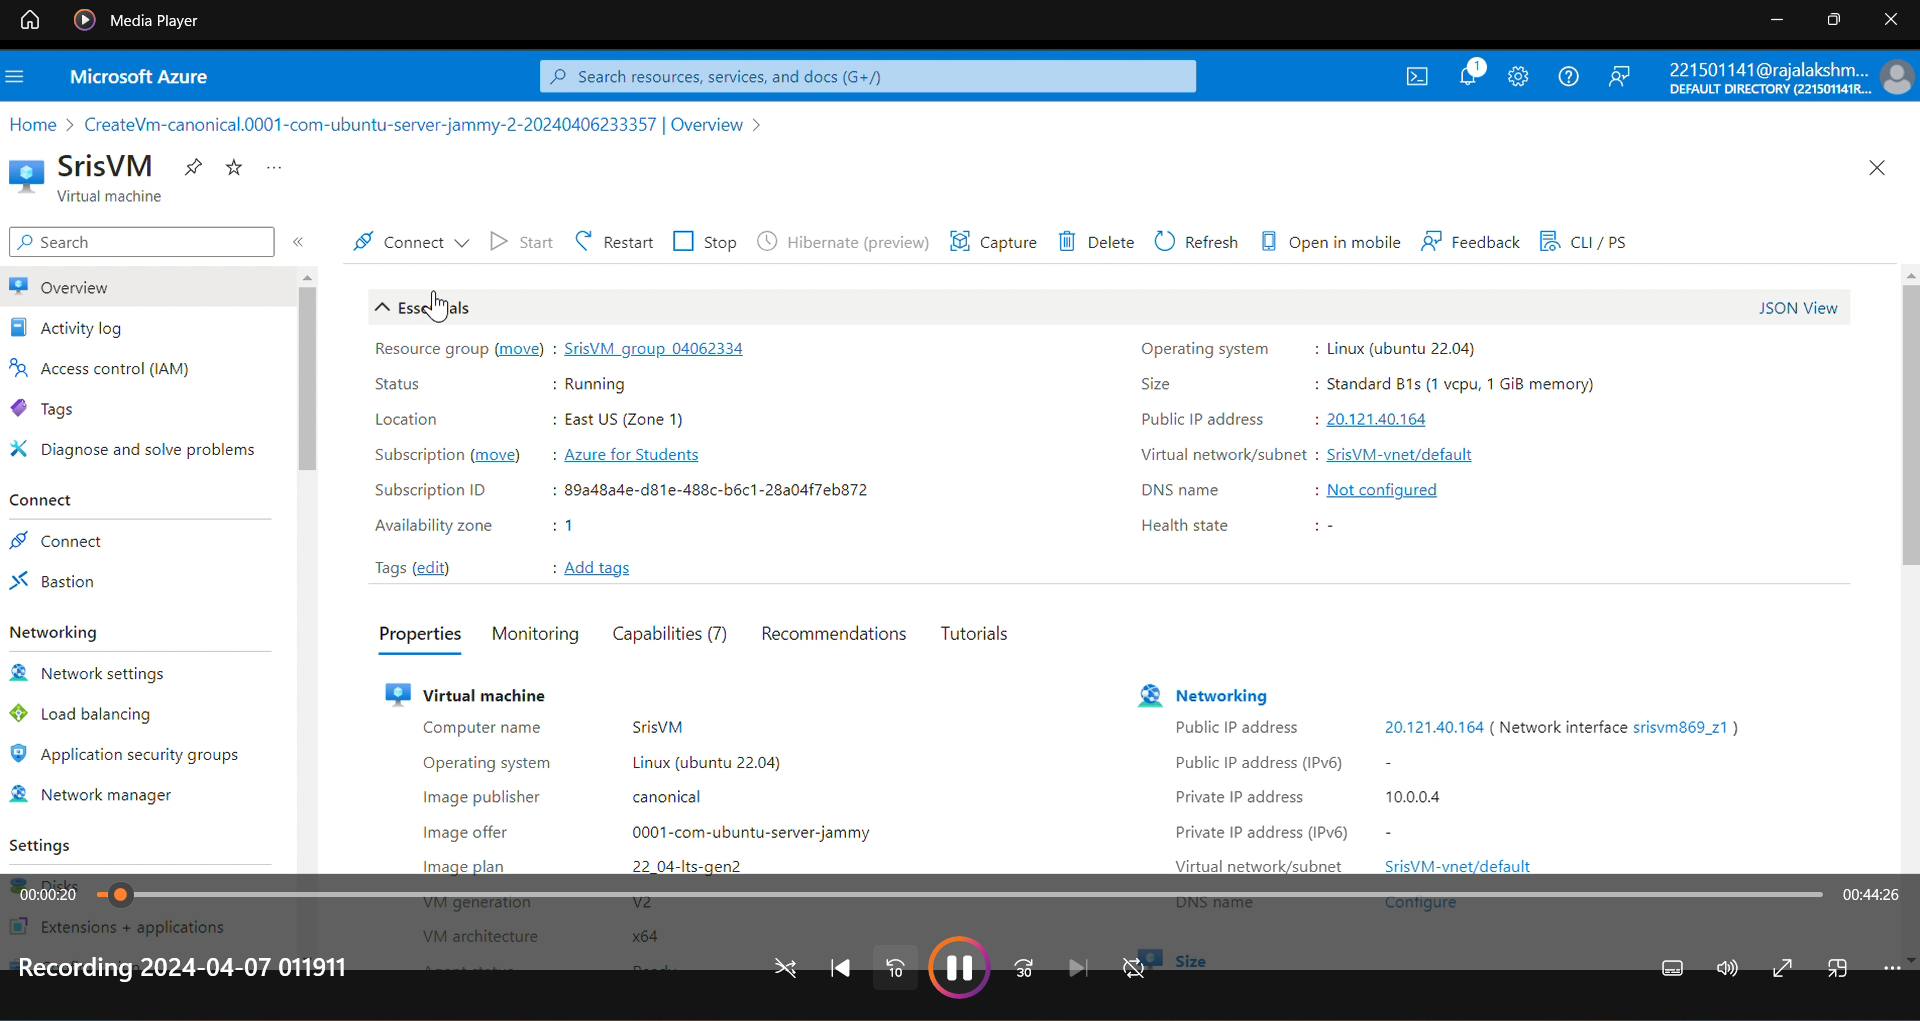 Media Player
Microsoft Azure
Search resources, services, and docs (G+/)
1
221501141@rajalakshm...
DEFAULT DIRECTORY (221501141R...
Home > CreateVm-canonical.0001-com-ubuntu-server-jammy-2-20240406233357 | Overview >
SrisVM
Virtual machine
Search
Connect
Start
Restart
Stop
Hibernate (preview)
Capture
Delete
Refresh
Open in mobile
Feedback
CLI / PS
Overview
Activity log
Access control (IAM)
Tags
Diagnose and solve problems
Connect
Connect
Bastion
Networking
Network settings
Load balancing
Application security groups
Network manager
Settings
Disks
Extensions + applications
JSON View
Resource group (move) : SrisVM_group_04062334
Status : Running
Location : East US (Zone 1)
Subscription (move) : Azure for Students
Subscription ID : 89a48a4e-d81e-488c-b6c1-28a04f7eb872
Availability zone : 1
Tags (edit) : Add tags
Operating system : Linux (ubuntu 22.04)
Size : Standard B1s (1 vcpu, 1 GiB memory)
Public IP address : 20.121.40.164
Virtual network/subnet : SrisVM-vnet/default
DNS name : Not configured
Health state : -
Properties
Monitoring
Capabilities (7)
Recommendations
Tutorials
Virtual machine
Computer name SrisVM
Operating system Linux (ubuntu 22.04)
Image publisher canonical
Image offer 0001-com-ubuntu-server-jammy
Image plan 22_04-lts-gen2
VM generation V2
VM architecture x64
Networking
Public IP address 20.121.40.164 ( Network interface srisvm869_z1 )
Public IP address (IPv6) -
Private IP address 10.0.0.4
Private IP address (IPv6) -
Virtual network/subnet SrisVM-vnet/default
DNS name Configure
Size
00:00:20
00:44:26
Recording 2024-04-07 011911
10
30